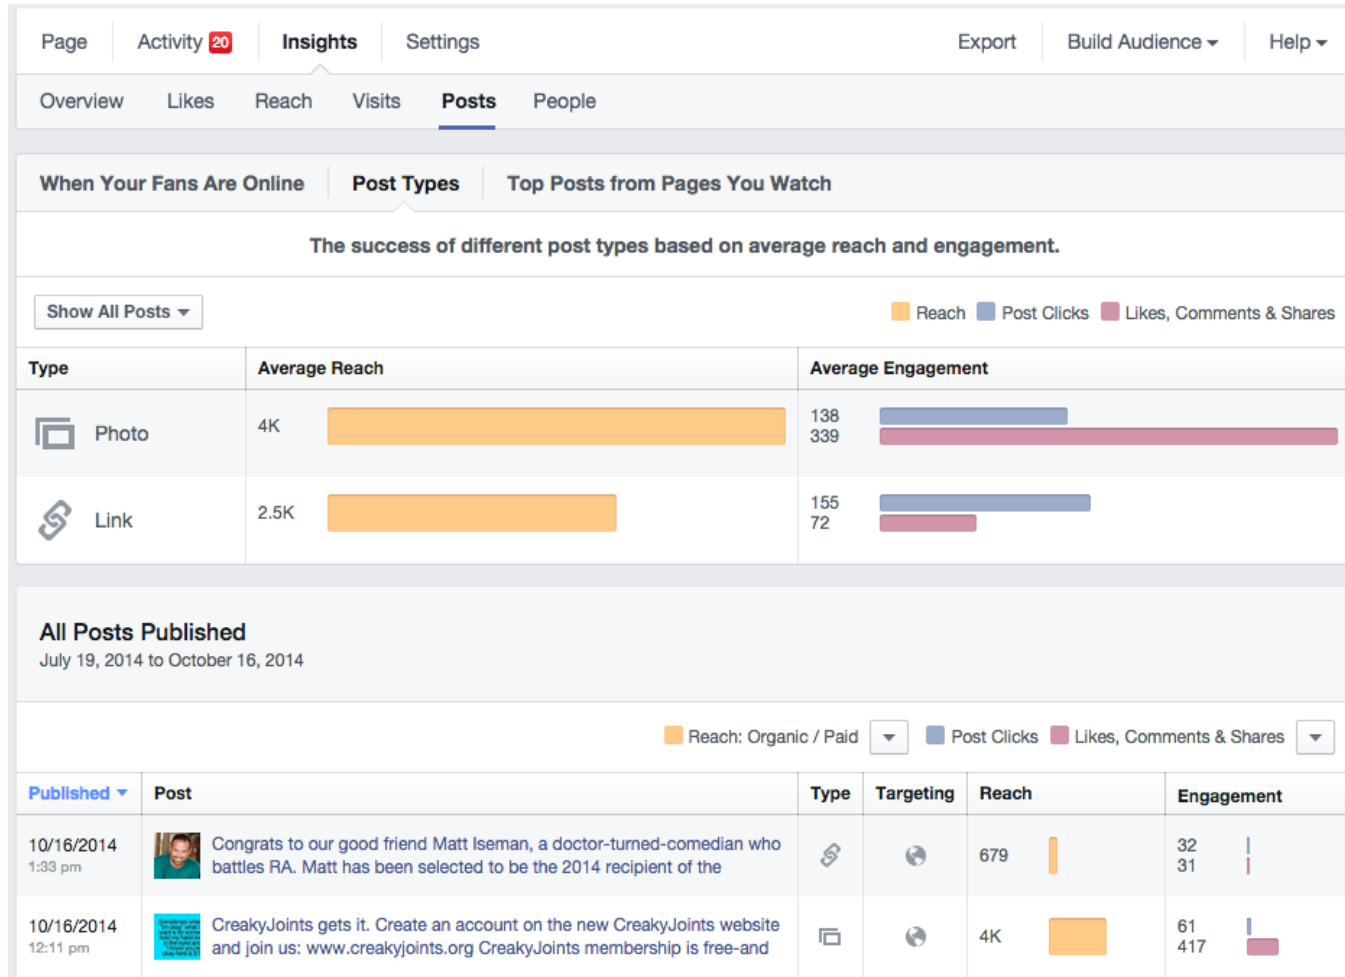 Page Activity 20 Insights Settings Export Build Audience Help
Overview Likes Reach Visits Posts People
When Your Fans Are Online Post Types Top Posts from Pages You Watch
The success of different post types based on average reach and engagement.
Show All Posts Reach Post Clicks Likes, Comments & Shares
Type Average Reach Average Engagement
Photo 4K 138
339
Link 2.5K 155
72
All Posts Published
July 19, 2014 to October 16, 2014
Reach: Organic / Paid Post Clicks Likes, Comments & Shares
Published Post Type Targeting Reach Engagement
10/16/2014 Congrats to our good friend Matt Iseman, a doctor-turned-comedian who 679 32
1:33 pm battles RA. Matt has been selected to be the 2014 recipient of the 31
10/16/2014 CreakyJoints gets it. Create an account on the new CreakyJoints website 4K 61
12:11 pm and join us: www.creakyjoints.org CreakyJoints membership is free-and 417